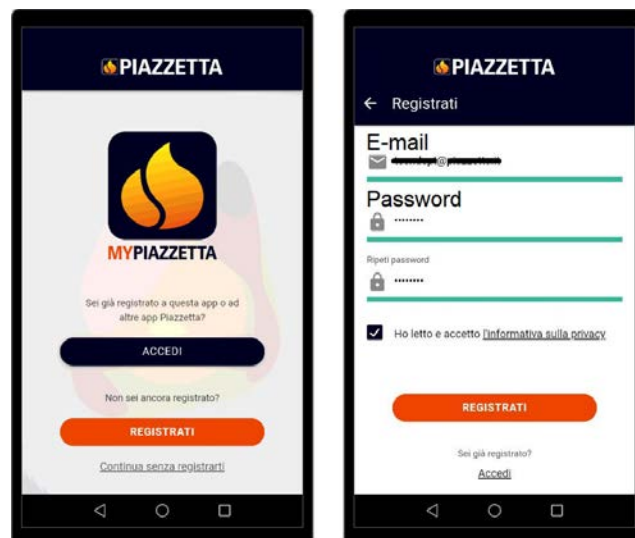 PIAZZETTA
MYPIAZZETTA
Sei già registrato a questa app o ad
altre app Piazzetta?
ACCEDI
Non sei ancora registrato?
REGISTRATI
Continua senza registrarti
PIAZZETTA
← Registrati
E-mail
Password
••••••••
Ripeti password
••••••••
Ho letto e accetto l'informativa sulla privacy
REGISTRATI
Sei già registrato?
Accedi